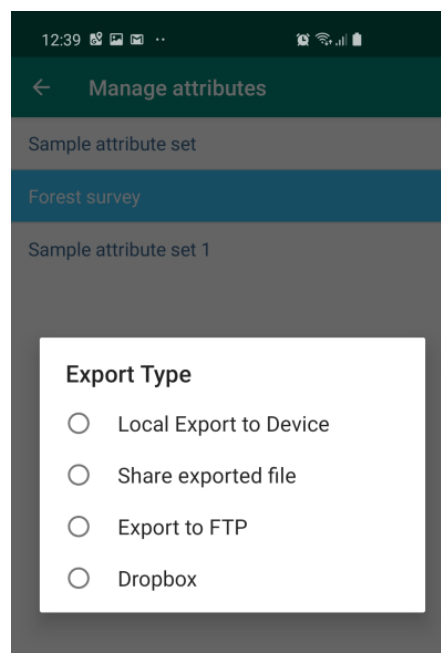 12:39
Manage attributes
Sample attribute set
Forest survey
Sample attribute set 1
Export Type
Local Export to Device
Share exported file
Export to FTP
Dropbox